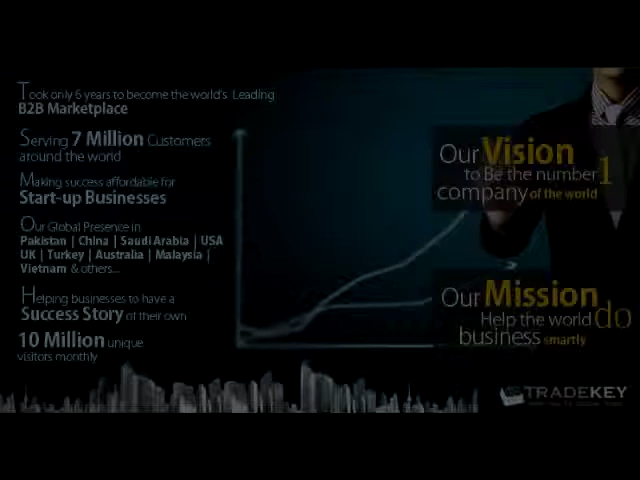 Took only 6 years to become the world's Leading
B2B Marketplace
Serving 7 Million Customers
around the world
Making success affordable for
Start-up Businesses
Our Global Presence in
Pakistan | China | Saudi Arabia | USA
UK | Turkey | Australia | Malaysia |
Vietnam & others...
Helping businesses to have a
Success Story of their own
10 Million unique
visitors monthly
Our Vision
to Be the number 1
company of the world
Our Mission
Help the world do
business smartly
TRADEKEY